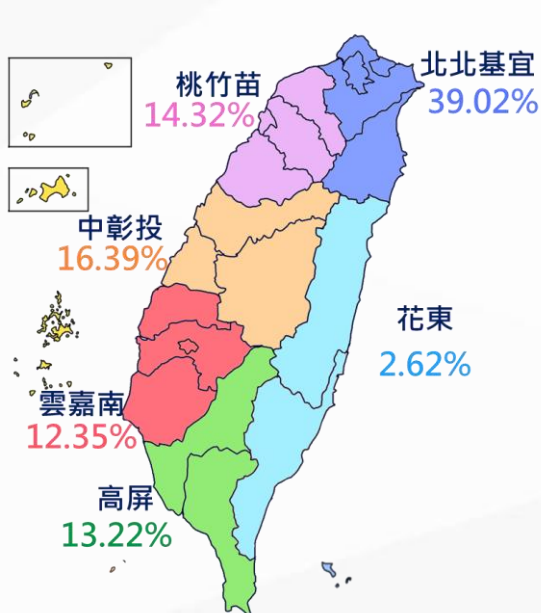 北北基宜
39.02%
桃竹苗
14.32%
中彰投
16.39%
花東
2.62%
雲嘉南
12.35%
高屏
13.22%